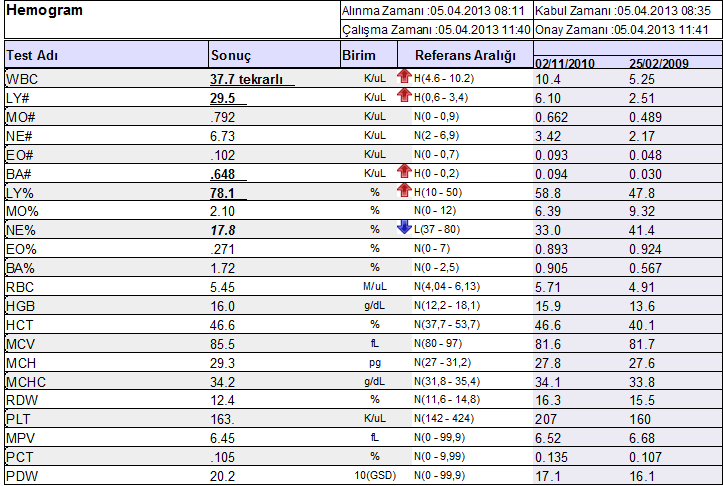 Hemogram Alınma Zamanı :05.04.2013 08:11 Kabul Zamanı :05.04.2013 08:35
Çalışma Zamanı :05.04.2013 11:40 Onay Zamanı :05.04.2013 11:41
Test Adı Sonuç Birim Referans Aralığı 02/11/2010 25/02/2009
WBC 37.7 tekrarlı K/uL H(4.6 - 10.2) 10.4 5.25
LY# 29.5 K/uL H(0,6 - 3,4) 6.10 2.51
MO# .792 K/uL N(0 - 0,9) 0.662 0.489
NE# 6.73 K/uL N(2 - 6,9) 3.42 2.17
EO# .102 K/uL N(0 - 0,7) 0.093 0.048
BA# .648 K/uL H(0 - 0,2) 0.094 0.030
LY% 78.1 % H(10 - 50) 58.8 47.8
MO% 2.10 % N(0 - 12) 6.39 9.32
NE% 17.8 % L(37 - 80) 33.0 41.4
EO% .271 % N(0 - 7) 0.893 0.924
BA% 1.72 % N(0 - 2,5) 0.905 0.567
RBC 5.45 M/uL N(4,04 - 6,13) 5.71 4.91
HGB 16.0 g/dL N(12,2 - 18,1) 15.9 13.6
HCT 46.6 % N(37,7 - 53,7) 46.6 40.1
MCV 85.5 fL N(80 - 97) 81.6 81.7
MCH 29.3 pg N(27 - 31,2) 27.8 27.6
MCHC 34.2 g/dL N(31,8 - 35,4) 34.1 33.8
RDW 12.4 % N(11,6 - 14,8) 16.3 15.5
PLT 163. K/uL N(142 - 424) 207 160
MPV 6.45 fL N(0 - 99,9) 6.52 6.68
PCT .105 % N(0 - 9,99) 0.135 0.107
PDW 20.2 10(GSD) N(0 - 99,9) 17.1 16.1